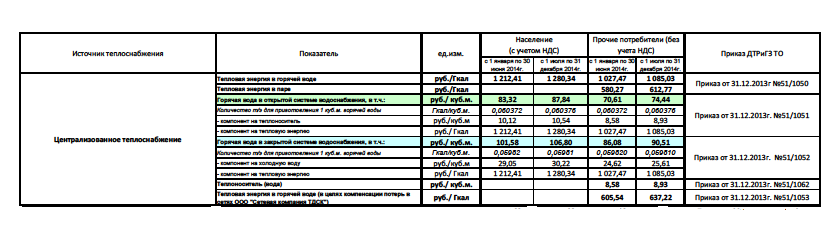 Источник теплоснабжения | Показатель | ед.изм. | Население (с учетом НДС) | Прочие потребители (без учета НДС) | Приказ ДТРиГЗ ТО
с 1 января по 30 июня 2014г. | с 1 июля по 31 декабря 2014г. | с 1 января по 30 июня 2014г. | с 1 июля по 31 декабря 2014г.
Централизованное теплоснабжение
Тепловая энергия в горячей воде | руб./Гкал | 1 212,41 | 1 280,34 | 1 027,47 | 1 085,03 | Приказ от 31.12.2013г №51/1050
Тепловая энергия в паре | руб./Гкал | 580,27 | 612,77
Горячая вода в открытой системе водоснабжения, в т.ч.: | руб./ куб.м. | 83,32 | 87,84 | 70,61 | 74,44 | Приказ от 31.12.2013г. №51/1051
Количество т/э для приготовления 1 куб.м. горячей воды | Гкал/куб.м. | 0,060372 | 0,060376 | 0,060372 | 0,060376
- компонент на теплоноситель | руб./куб.м | 10,12 | 10,54 | 8,58 | 8,93
- компонент на тепловую энергию | руб./ Гкал | 1 212,41 | 1 280,34 | 1 027,47 | 1 085,03
Горячая вода в закрытой системе водоснабжения, в т.ч.: | руб./ куб.м | 101,58 | 106,80 | 86,08 | 90,51 | Приказ от 31.12.2013г. №51/1052
Количество т/э для приготовления 1 куб.м. горячей воды | Гкал/куб.м. | 0,05982 | 0,05981 | 0,059820 | 0,059810
- компонент на холодную воду | руб./куб.м | 29,05 | 30,22 | 24,62 | 25,61
- компонент на тепловую энергию | руб./ Гкал | 1 212,41 | 1 280,34 | 1 027,47 | 1 085,03
Теплоноситель (вода) | руб./ куб.м. | 8,58 | 8,93 | Приказ от 31.12.2013г. №51/1062
Тепловая энергия в горячей воде (в целях компенсации потерь в сетях ООО "Сетевая компания ТДСК") | руб./ Гкал | 605,54 | 637,22 | Приказ от 31.12.2013г №51/1053